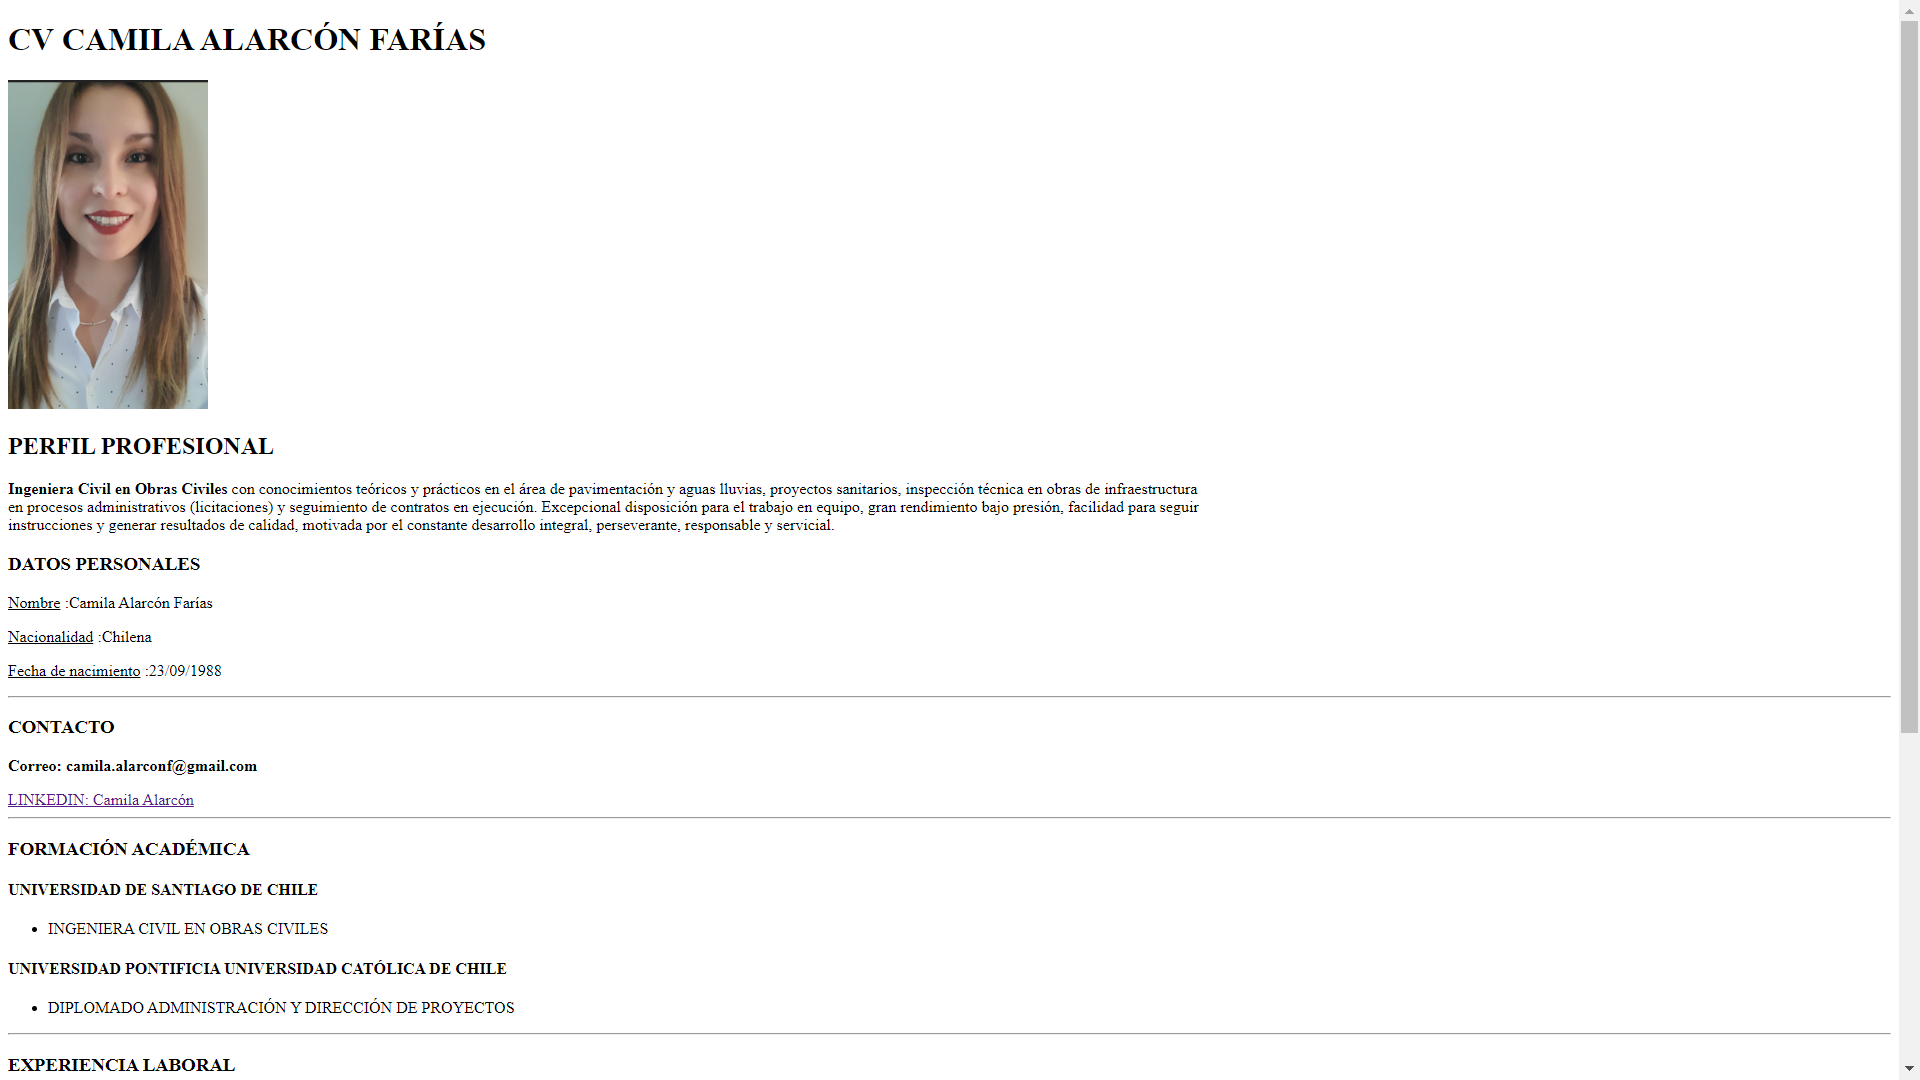 CV CAMILA ALARCÓN FARÍAS
PERFIL PROFESIONAL
Ingeniera Civil en Obras Civiles con conocimientos teóricos y prácticos en el área de pavimentación y aguas lluvias, proyectos sanitarios, inspección técnica en obras de infraestructura
en procesos administrativos (licitaciones) y seguimiento de contratos en ejecución. Excepcional disposición para el trabajo en equipo, gran rendimiento bajo presión, facilidad para seguir
instrucciones y generar resultados de calidad, motivada por el constante desarrollo integral, perseverante, responsable y servicial.
DATOS PERSONALES
Nombre :Camila Alarcón Farías
Nacionalidad :Chilena
Fecha de nacimiento :23/09/1988
CONTACTO
Correo: camila.alarconf@gmail.com
LINKEDIN: Camila Alarcón
FORMACIÓN ACADÉMICA
UNIVERSIDAD DE SANTIAGO DE CHILE
• INGENIERA CIVIL EN OBRAS CIVILES
UNIVERSIDAD PONTIFICIA UNIVERSIDAD CATÓLICA DE CHILE
• DIPLOMADO ADMINISTRACIÓN Y DIRECCIÓN DE PROYECTOS
EXPERIENCIA LABORAL